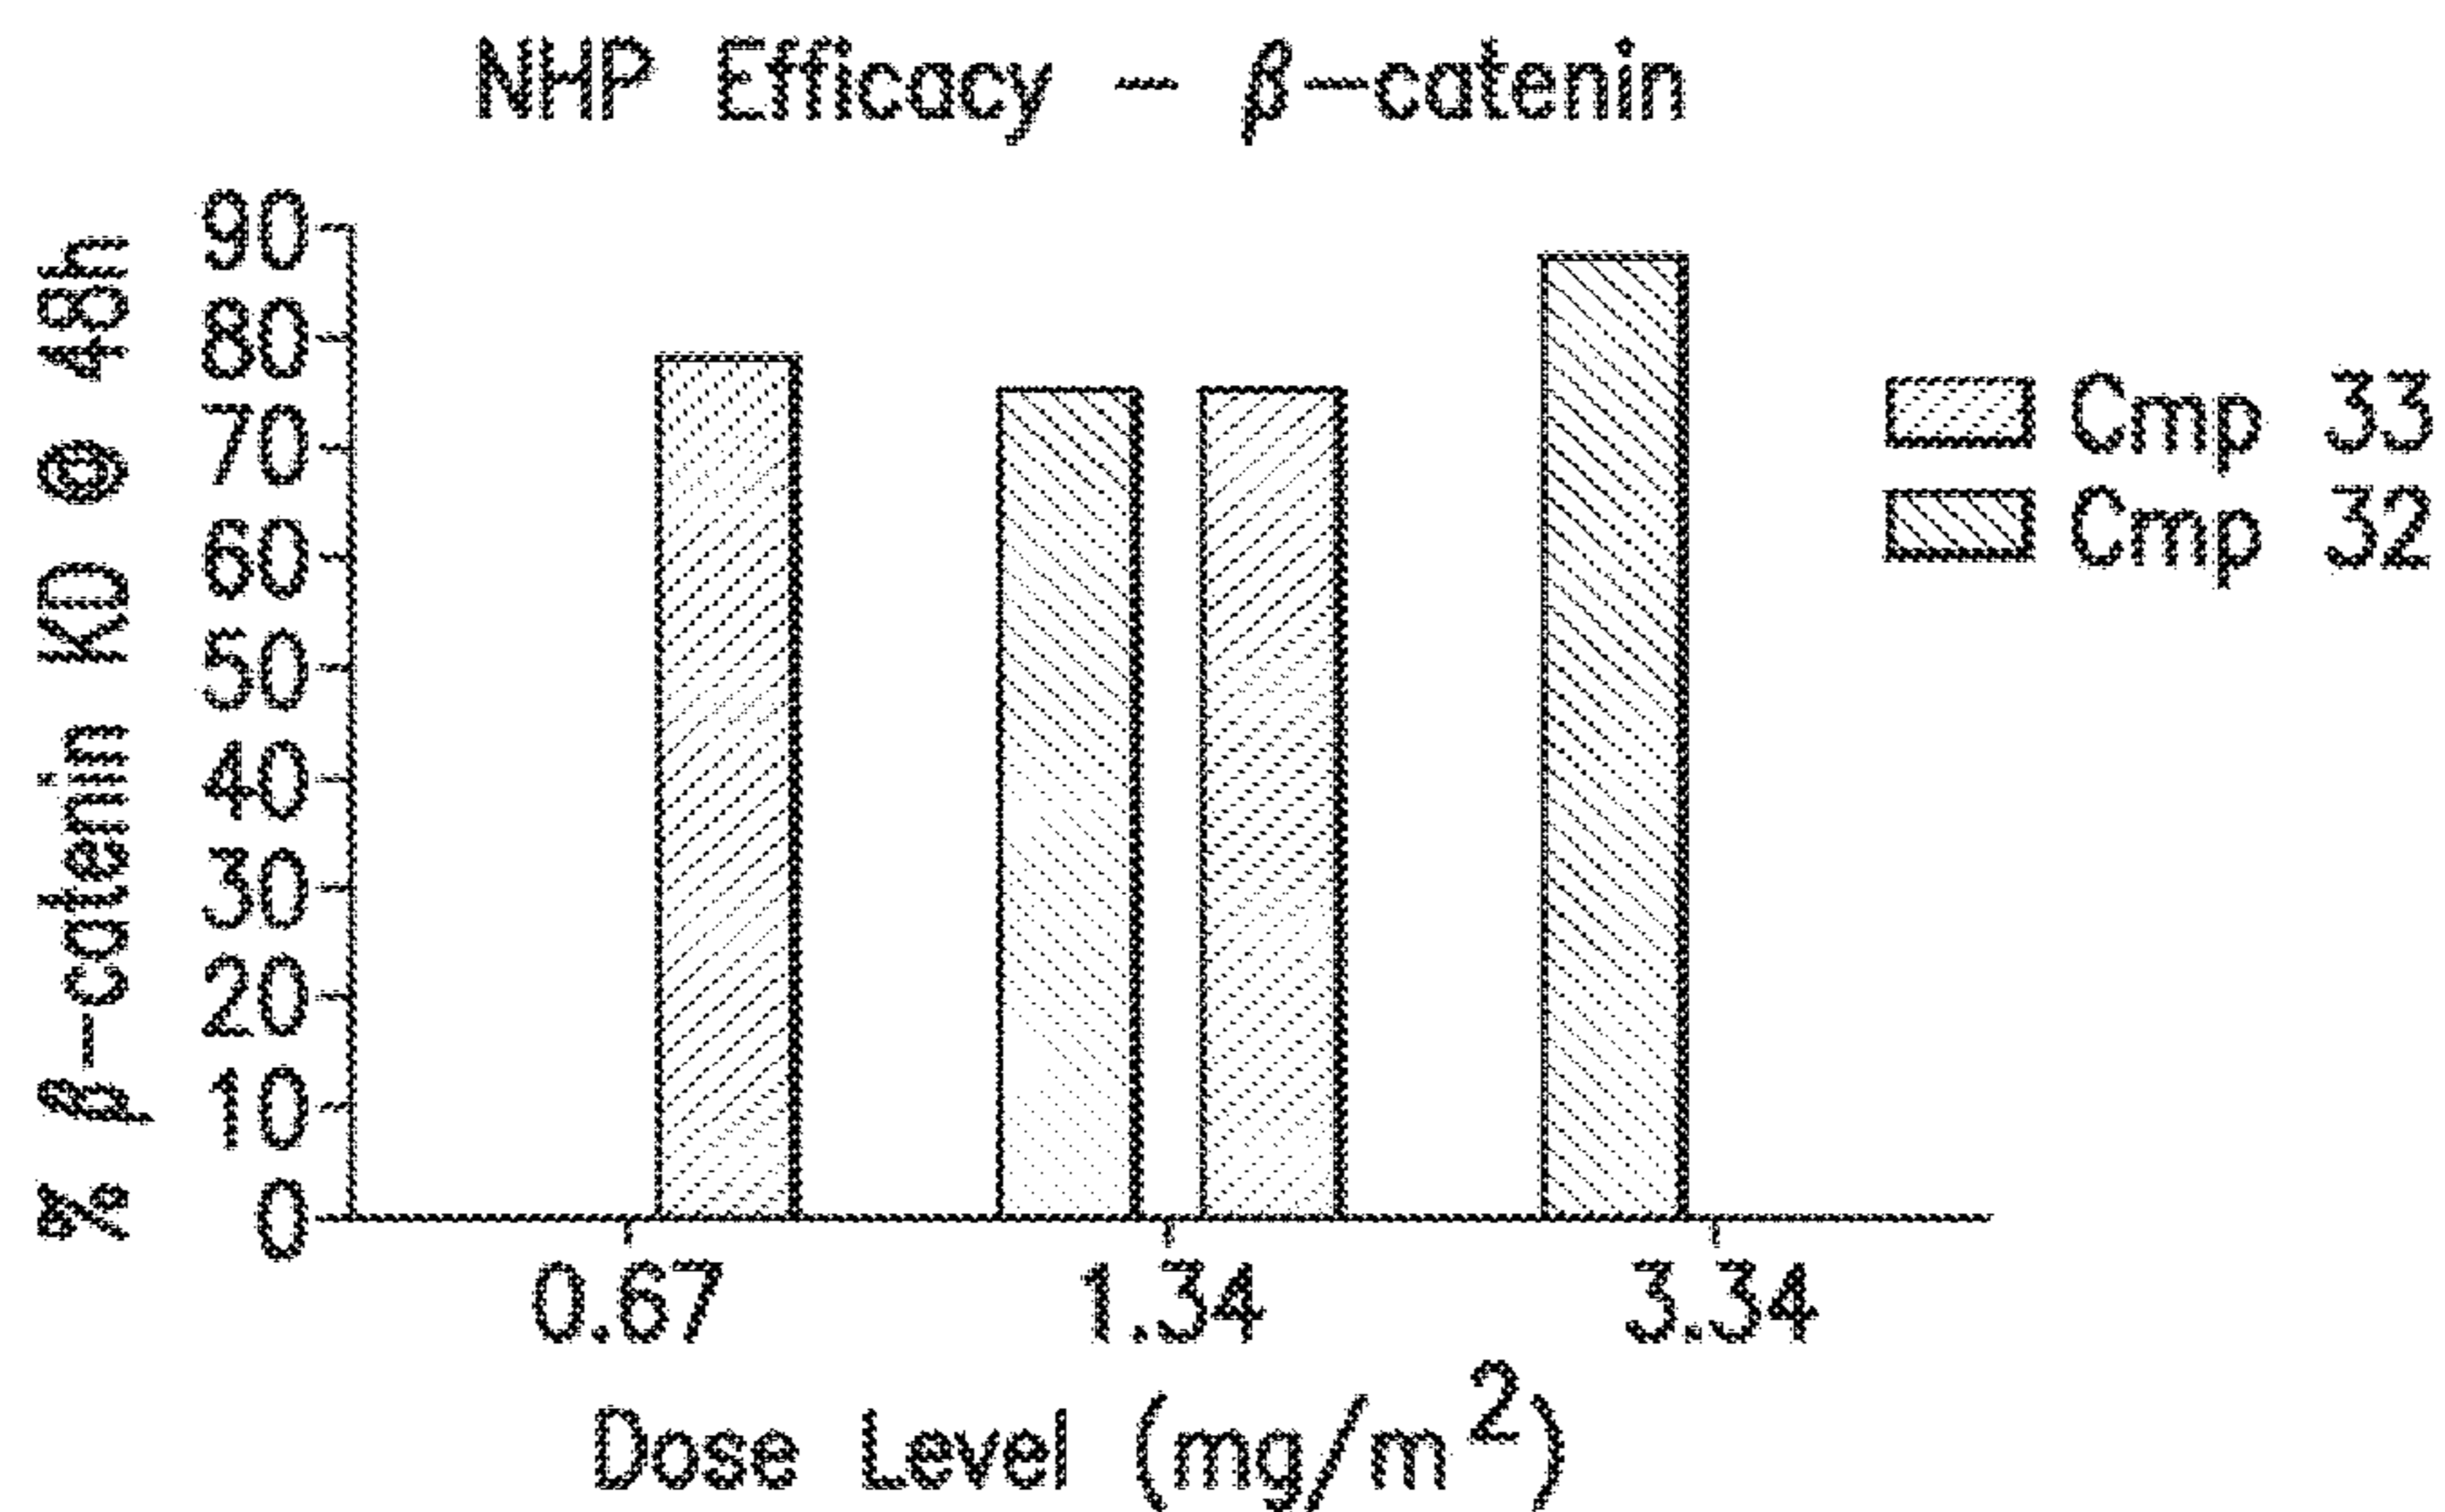 NHP Efficacy - β-catenin
% β-catenin KD @ 48h
90
80
70
60
50
40
30
20
10
0
0.67 1.34 3.34
Dose Level (mg/m²)
Cmp 33
Cmp 32